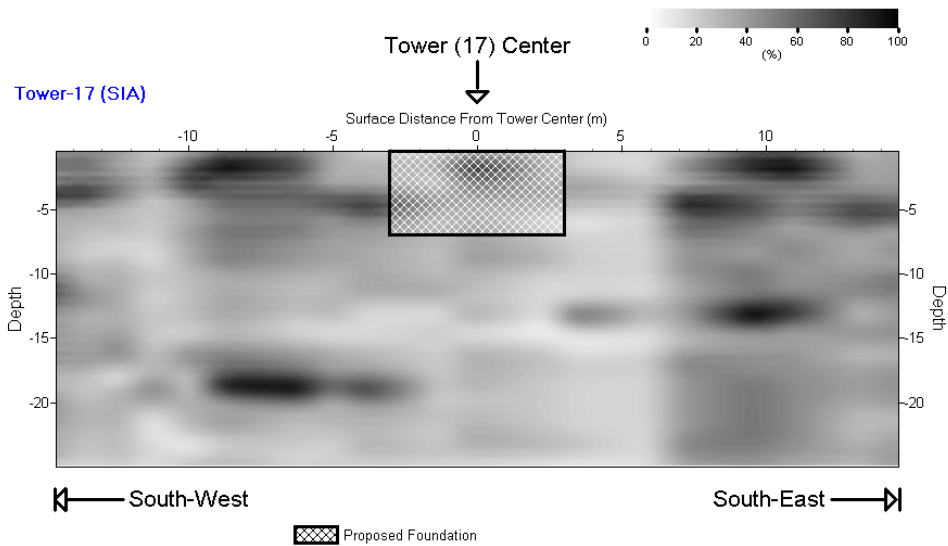 0 20 40 60 80 100
(%)
Tower (17) Center
Tower-17 (SIA)
Surface Distance From Tower Center (m)
-10 -5 0 5 10
-5 -5
-10 -10
Depth Depth
-15 -15
-20 -20
South-West South-East
Proposed Foundation